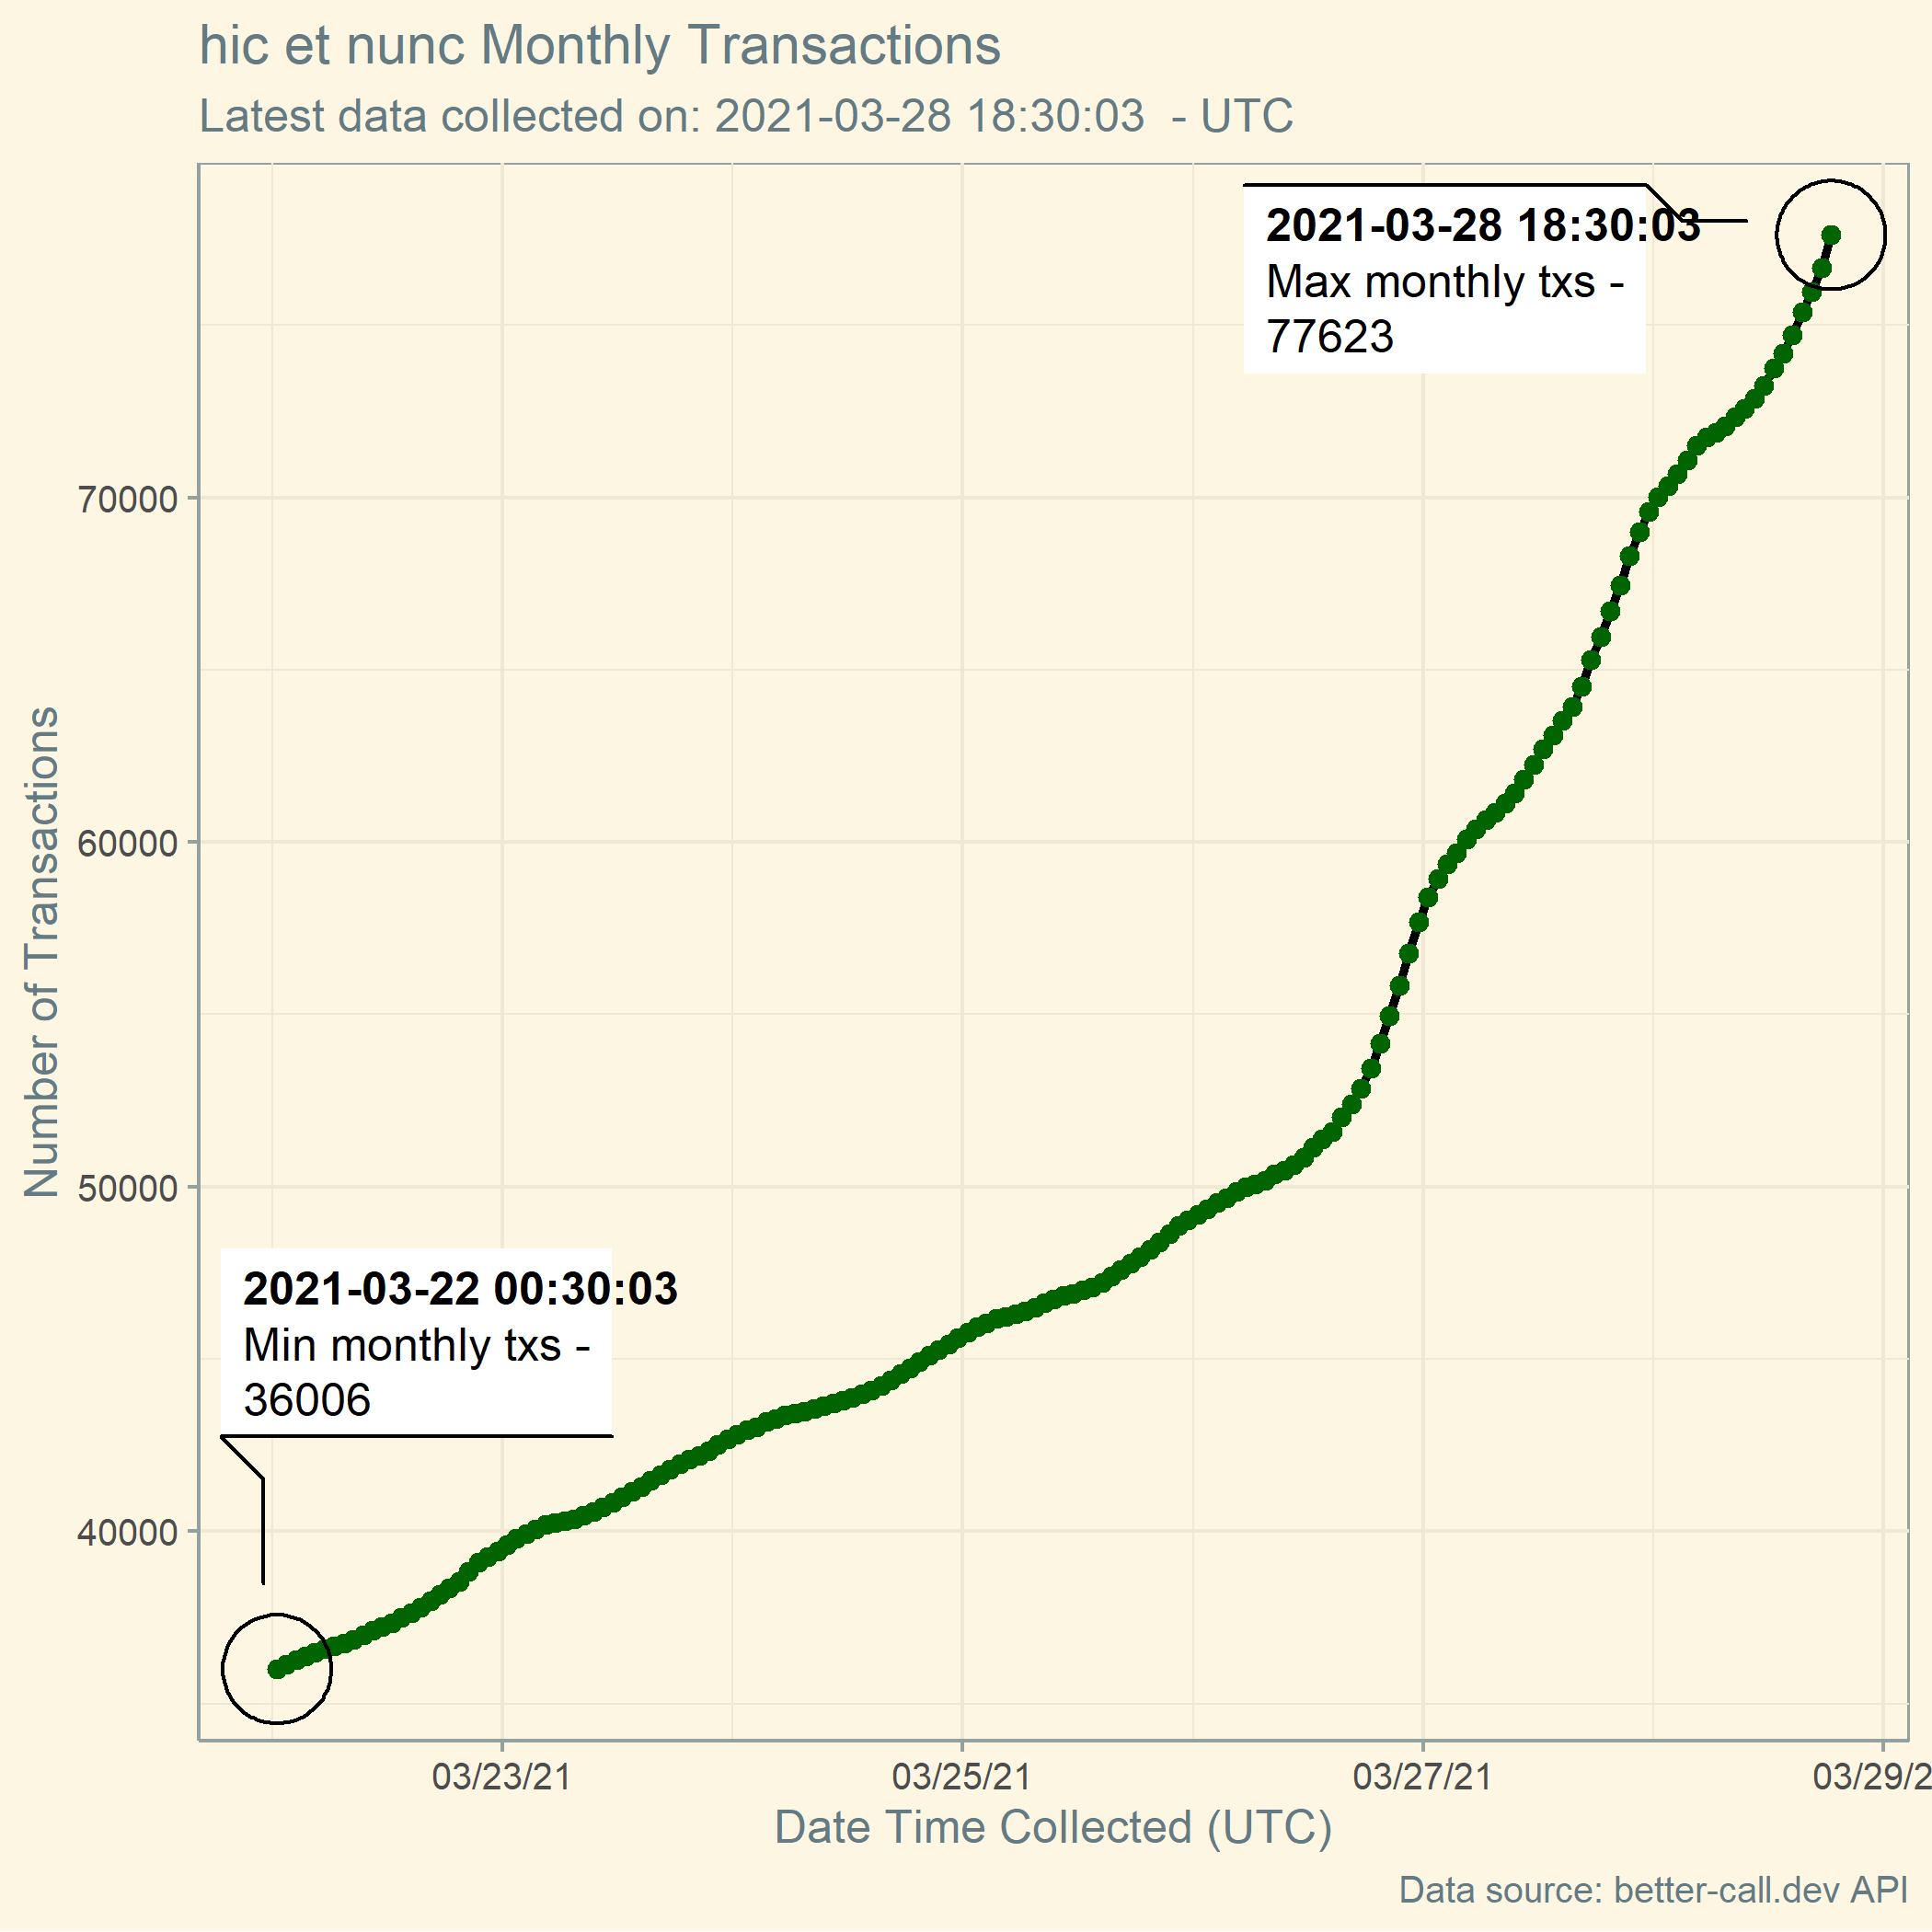 hic et nunc Monthly Transactions
Latest data collected on: 2021-03-28 18:30:03  - UTC
2021-03-28 18:30:03
Max monthly txs -
77623
70000
60000
50000
40000
Number of Transactions
2021-03-22 00:30:03
Min monthly txs -
36006
03/23/21 03/25/21 03/27/21 03/29/2
Date Time Collected (UTC)
Data source: better-call.dev API